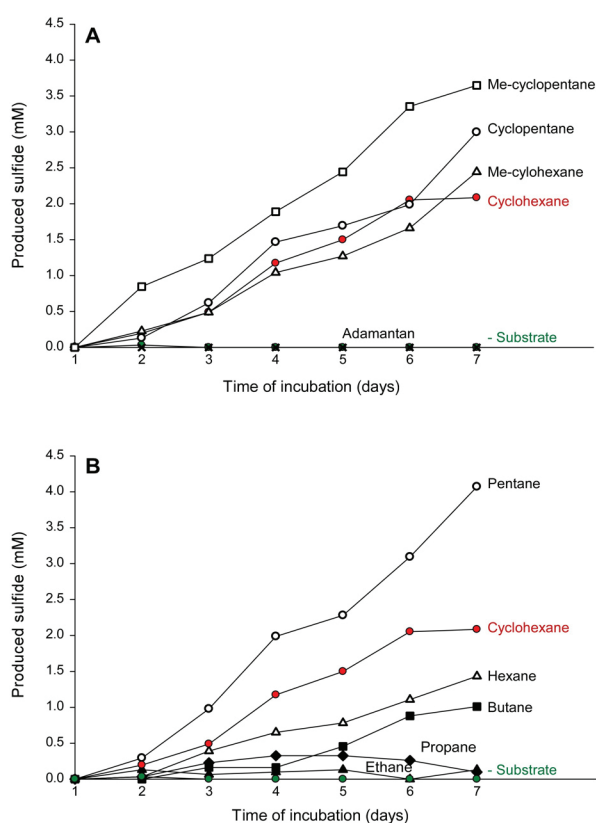 A
4.5
4.0
3.5
3.0
2.5
2.0
1.5
1.0
0.5
0.0
Produced sulfide (mM)
Me-cyclopentane
Cyclopentane
Me-cylohexane
Cyclohexane
Adamantan
- Substrate
1 2 3 4 5 6 7
Time of incubation (days)
B
4.5
4.0
3.5
3.0
2.5
2.0
1.5
1.0
0.5
0.0
Produced sulfide (mM)
Pentane
Cyclohexane
Hexane
Butane
Propane
Ethane
- Substrate
1 2 3 4 5 6 7
Time of incubation (days)